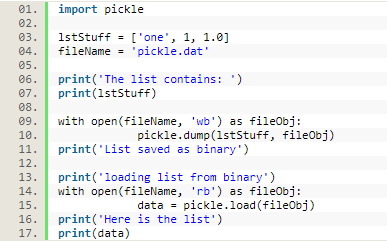 01. import pickle
02.
03. lstStuff = ['one', 1, 1.0]
04. fileName = 'pickle.dat'
05.
06. print('The list contains: ')
07. print(lstStuff)
08.
09. with open(fileName, 'wb') as fileObj:
10.             pickle.dump(lstStuff, fileObj)
11. print('List saved as binary')
12.
13. print('loading list from binary')
14. with open(fileName, 'rb') as fileObj:
15.             data = pickle.load(fileObj)
16. print('Here is the list')
17. print(data)